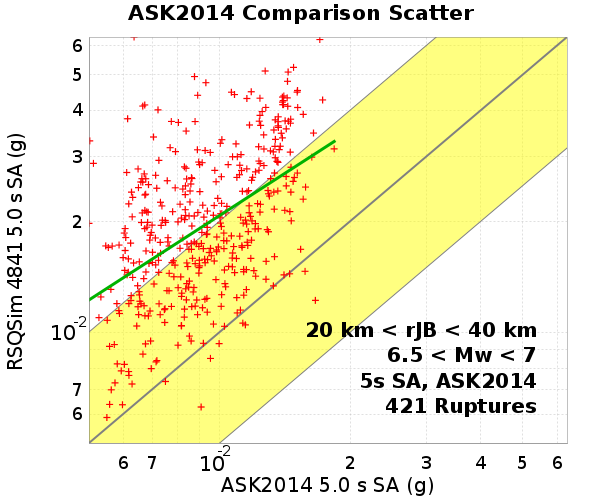 ASK2014 Comparison Scatter
RSQSim 4841 5.0 s SA (g)
6
5
4
3
2
10-2
7
6
20 km < rJB < 40 km
6.5 < Mw < 7
5s SA, ASK2014
421 Ruptures
6 7 10-2 2 3 4 5 6
ASK2014 5.0 s SA (g)